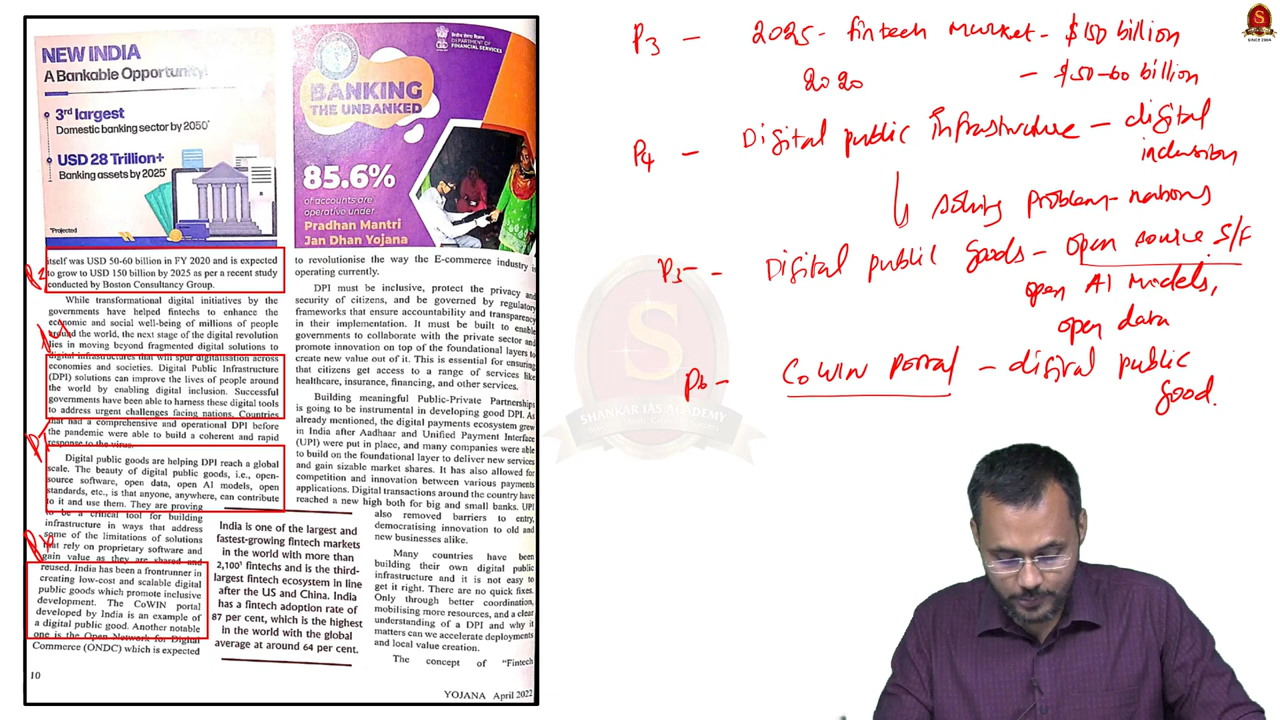 NEW INDIA
A Bankable Opportunity!
3rd largest
Domestic banking sector by 2050*
USD 28 Trillion+
Banking assets by 2025*
*Projected
DEPARTMENT OF
FINANCIAL SERVICES
BANKING
THE UNBANKED
85.6%
of accounts are
operative under
Pradhan Mantri
Jan Dhan Yojana
itself was USD 50-60 billion in FY 2020 and is expected
to grow to USD 150 billion by 2025 as per a recent study
conducted by Boston Consultancy Group.
While transformational digital initiatives by the
governments have helped fintechs to enhance the
economic and social well-being of millions of people
around the world, the next stage of the digital revolution
lies in moving beyond fragmented digital solutions to
digital infrastructures that will spur digitalisation across
economies and societies. Digital Public Infrastructure
(DPI) solutions can improve the lives of people around
the world by enabling digital inclusion. Successful
governments have been able to harness these digital tools
to address urgent challenges facing nations. Countries
that had a comprehensive and operational DPI before
the pandemic were able to build a coherent and rapid
response to the virus.
Digital public goods are helping DPI reach a global
scale. The beauty of digital public goods, i.e., open-
source software, open data, open AI models, open
standards, etc., is that anyone, anywhere, can contribute
to it and use them. They are proving
to be a critical tool for building
infrastructure in ways that address
some of the limitations of solutions
that rely on proprietary software and
gain value as they are shared and
reused. India has been a frontrunner in
creating low-cost and scalable digital
public goods which promote inclusive
development. The CoWIN portal
developed by India is an example of
a digital public good. Another notable
one is the Open Network for Digital
Commerce (ONDC) which is expected
India is one of the largest and
fastest-growing fintech markets
in the world with more than
2,100¹ fintechs and is the third-
largest fintech ecosystem in line
after the US and China. India
has a fintech adoption rate of
87 per cent, which is the highest
in the world with the global
average at around 64 per cent.
to revolutionise the way the E-commerce industry is
operating currently.
DPI must be inclusive, protect the privacy and
security of citizens, and be governed by regulatory
frameworks that ensure accountability and transparency
in their implementation. It must be built to enable
governments to collaborate with the private sector and
promote innovation on top of the foundational layers to
create new value out of it. This is essential for ensuring
that citizens get access to a range of services like
healthcare, insurance, financing, and other services.
Building meaningful Public-Private Partnerships
is going to be instrumental in developing good DPI. As
already mentioned, the digital payments ecosystem grew
in India after Aadhaar and Unified Payment Interface
(UPI) were put in place, and many companies were able
to build on the foundational layer to deliver new services
and gain sizable market shares. It has also allowed for
competition and innovation between various payments
applications. Digital transactions around the country have
reached a new high both for big and small banks. UPI
also removed barriers to entry,
democratising innovation to old and
new businesses alike.
Many countries have been
building their own digital public
infrastructure and it is not easy to
get it right. There are no quick fixes.
Only through better coordination,
mobilising more resources, and a clear
understanding of a DPI and why it
matters can we accelerate deployments
and local value creation.
The concept of "Fintech
10
YOJANA April 2022
P3 – 2025 - fintech market - $150 billion
2020 – $50-60 billion
P4 – Digital public infrastructure – digital
inclusion
solving problem - nations
P5 – Digital public goods – open source S/F
open AI models,
open data
P6 – CoWIN Portal – digital public
good.
SHANKAR IAS ACADEMY
SINCE 2004